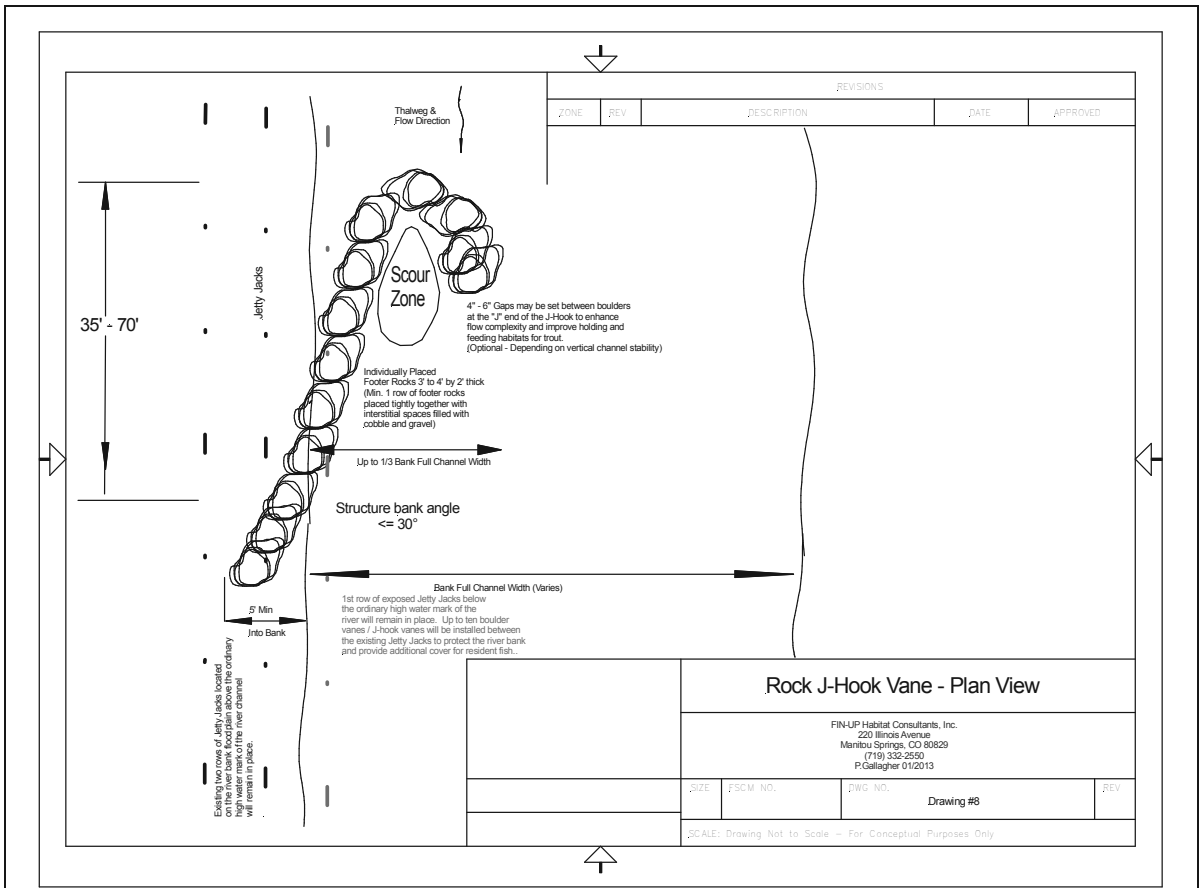 REVISIONS
ZONE REV DESCRIPTION DATE APPROVED
Thalweg &
Flow Direction
Jetty Jacks
35' - 70'
Scour
Zone
4" - 6" Gaps may be set between boulders
at the "J" end of the J-Hook to enhance
flow complexity and improve holding and
feeding habitats for trout.
(Optional - Depending on vertical channel stability)
Individually Placed
Footer Rocks 3' to 4' by 2' thick
(Min. 1 row of footer rocks
placed tightly together with
interstitial spaces filled with
cobble and gravel)
Up to 1/3 Bank Full Channel Width
Structure bank angle
<= 30°
Bank Full Channel Width (Varies)
1st row of exposed Jetty Jacks below
the ordinary high water mark of the
river will remain in place. Up to ten boulder
vanes / J-hook vanes will be installed between
the existing Jetty Jacks to protect the river bank
and provide additional cover for resident fish..
5' Min
Into Bank
Existing two rows of Jetty Jacks located
on the river bank floodplain above the ordinary
high water mark of the river channel
will remain in place.
Rock J-Hook Vane - Plan View
FIN-UP Habitat Consultants, Inc.
220 Illinois Avenue
Manitou Springs, CO 80829
(719) 332-2550
P.Gallagher 01/2013
SIZE FSCM NO. DWG NO. REV
Drawing #8
SCALE: Drawing Not to Scale - For Conceptual Purposes Only